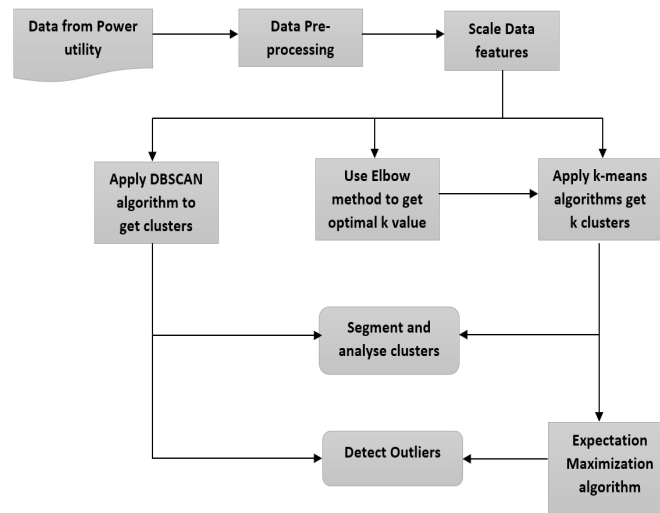 Data from Power
utility
Data Pre-
processing
Scale Data
features
Apply DBSCAN
algorithm to
get clusters
Use Elbow
method to get
optimal k value
Apply k-means
algorithms get
k clusters
Segment and
analyse clusters
Detect Outliers
Expectation
Maximization
algorithm